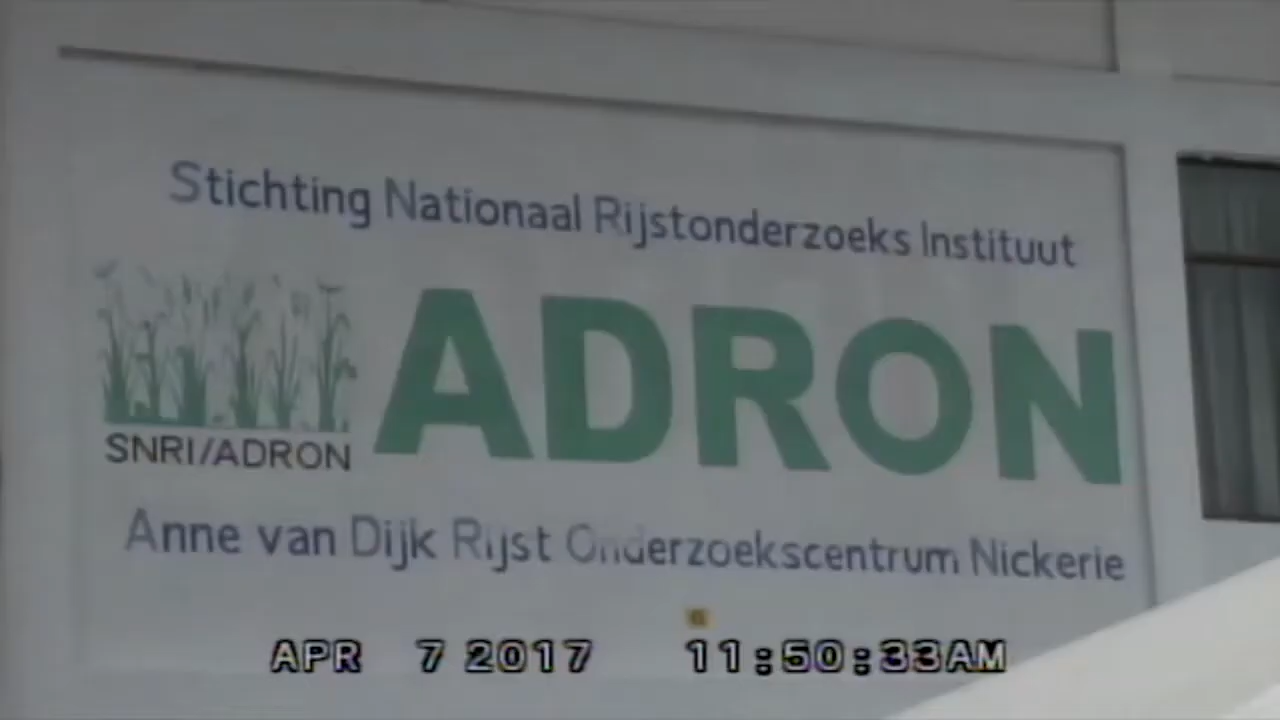 Stichting Nationaal Rijstonderzoeks Instituut
ADRON
SNRI/ADRON
Anne van Dijk Rijst Onderzoekscentrum Nickerie
APR 7 2017 11:50:33AM